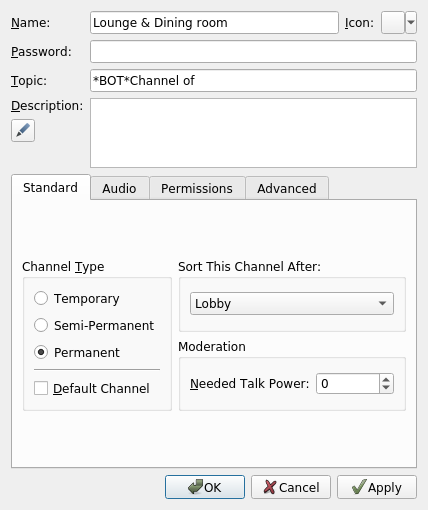 Name: Lounge & Dining room Icon:
Password:
Topic: *BOT*Channel of
Description:
Standard Audio Permissions Advanced
Channel Type Sort This Channel After:
Temporary Lobby
Semi-Permanent
Permanent Moderation
Default Channel Needed Talk Power: 0
OK Cancel Apply